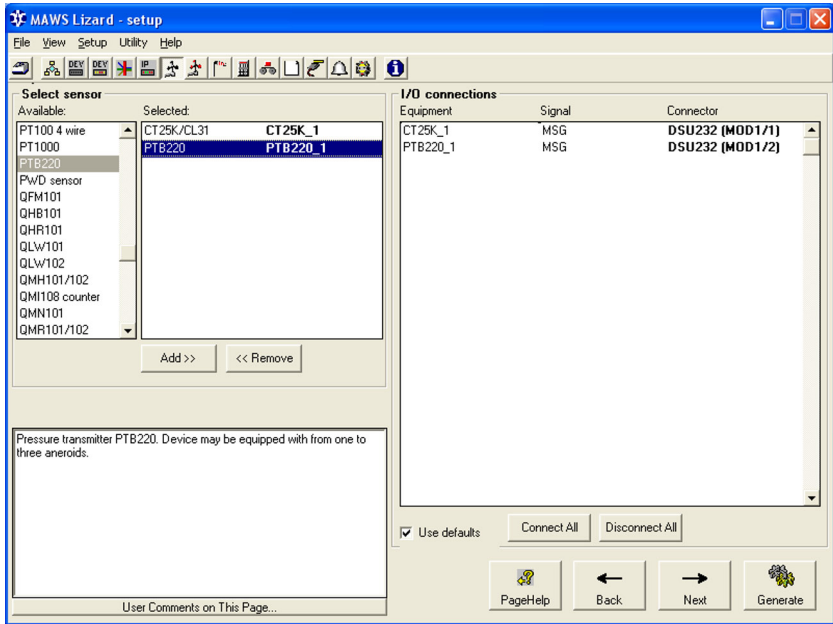 MAWS Lizard - setup
File View Setup Utility Help
DEV DEV IP
Select sensor
Available: Selected:
PT100 4 wire
PT1000
PTB220
PWD sensor
QFM101
QHB101
QHR101
QLW101
QLW102
QMH101/102
QMI108 counter
QMN101
QMR101/102
CT25K/CL31 CT25K_1
PTB220 PTB220_1
Add >> << Remove
Pressure transmitter PTB220. Device may be equipped with from one to
three aneroids.
User Comments on This Page...
I/O connections
Equipment Signal Connector
CT25K_1 MSG DSU232 (MOD1/1)
PTB220_1 MSG DSU232 (MOD1/2)
Use defaults Connect All Disconnect All
PageHelp Back Next Generate